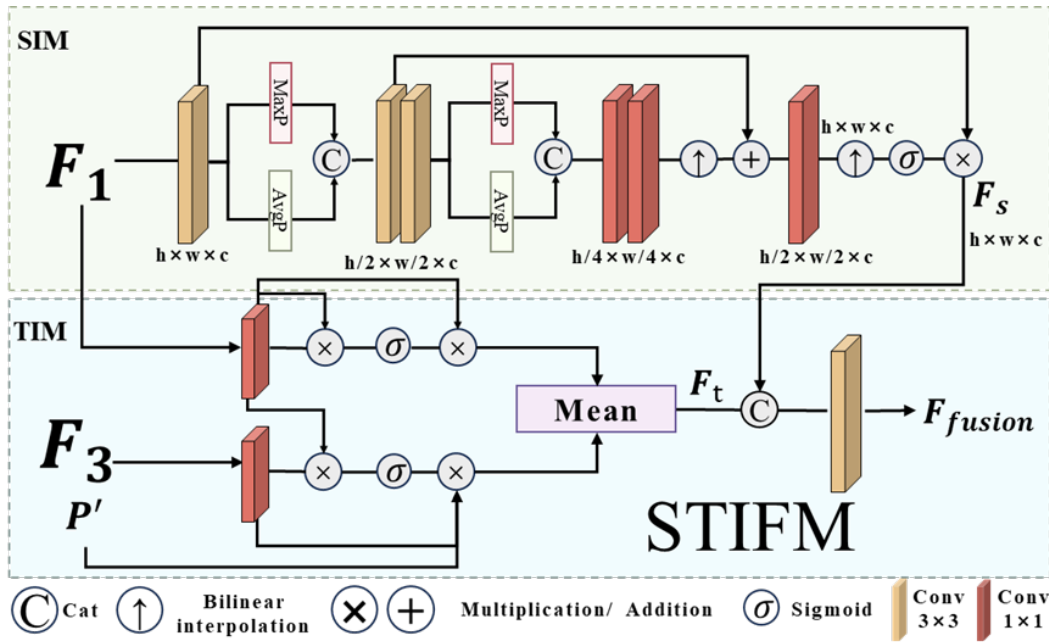 SIM
MaxP
MaxP
C
C
↑
+
h×w×c
↑
σ
×
F1
AvgP
AvgP
Fs
h×w×c
h/2×w/2×c
h/4×w/4×c
h/2×w/2×c
h×w×c
TIM
×
σ
×
Mean
Ft
C
Ffusion
F3
×
σ
×
P′
STIFM
C Cat
↑ Bilinear interpolation
× + Multiplication/ Addition
σ Sigmoid
Conv
3×3
Conv
1×1